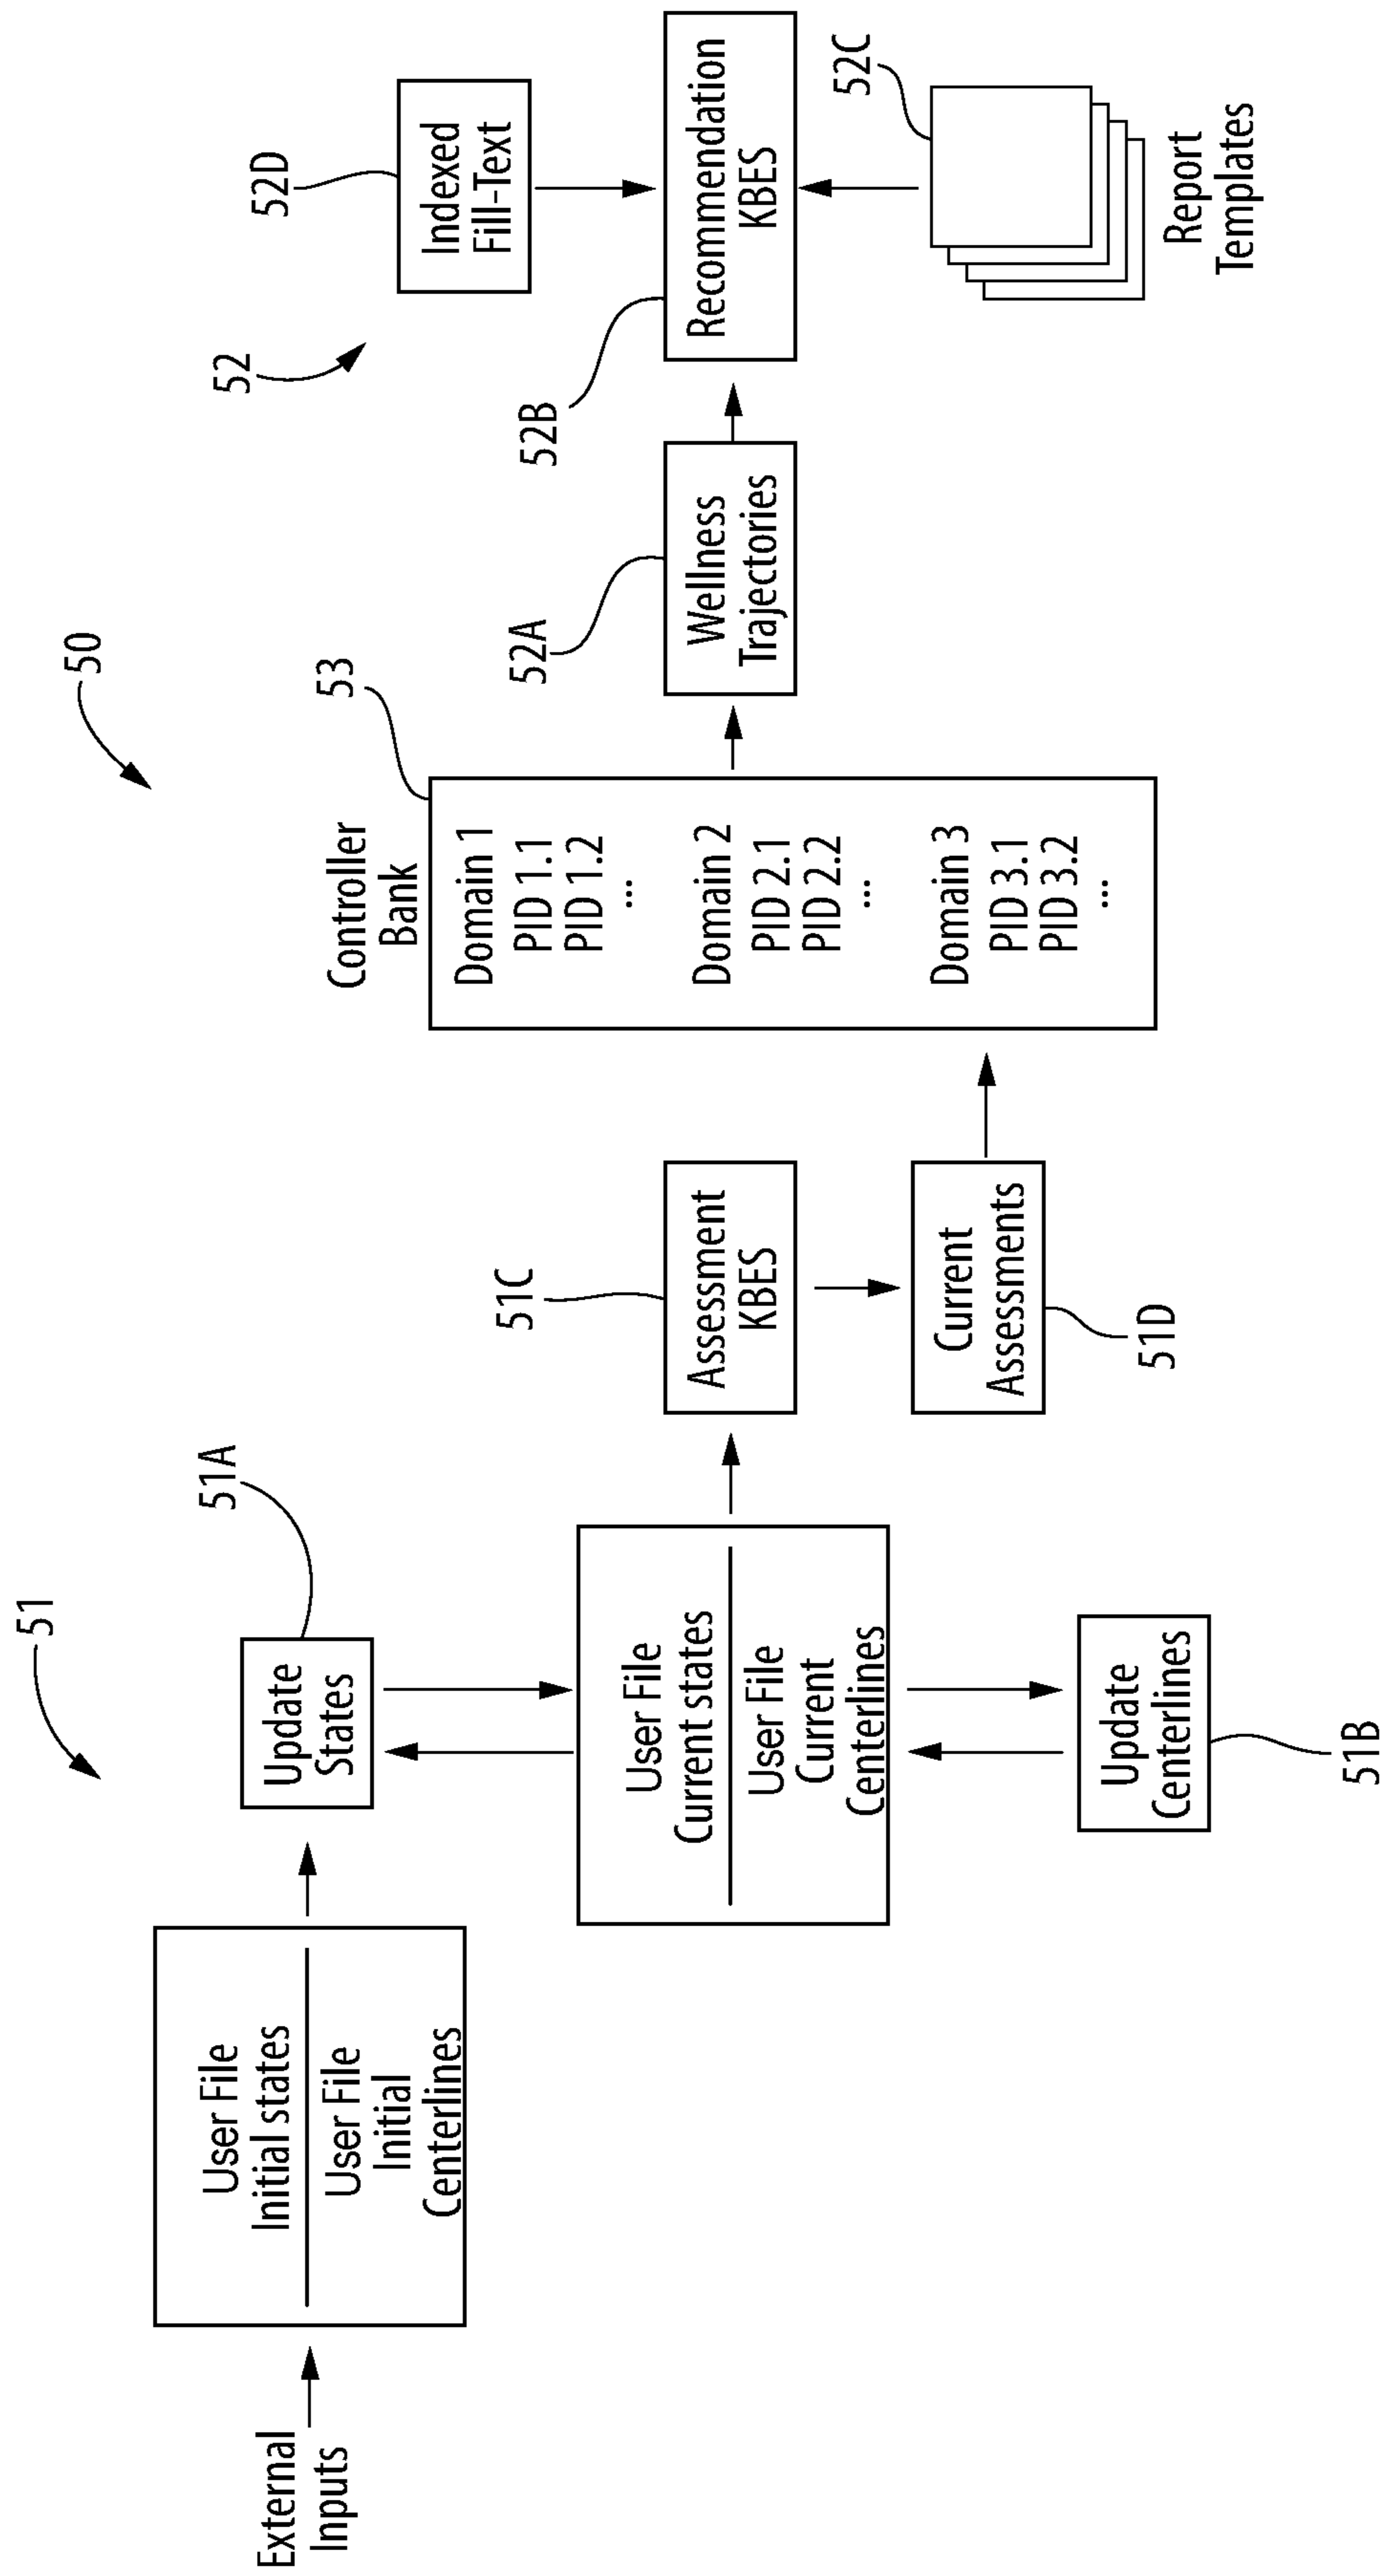 50
51
External
Inputs
User File
Initial states
User File
Initial
Centerlines
Update
States
51A
User File
Current states
User File
Current
Centerlines
Update
Centerlines
51B
51C
Assessment
KBES
Current
Assessments
51D
Controller
Bank
53
Domain 1
PID 1.1
PID 1.2
...
Domain 2
PID 2.1
PID 2.2
...
Domain 3
PID 3.1
PID 3.2
...
52A
Wellness
Trajectories
52
52D
Indexed
Fill-Text
52B
Recommendation
KBES
52C
Report
Templates